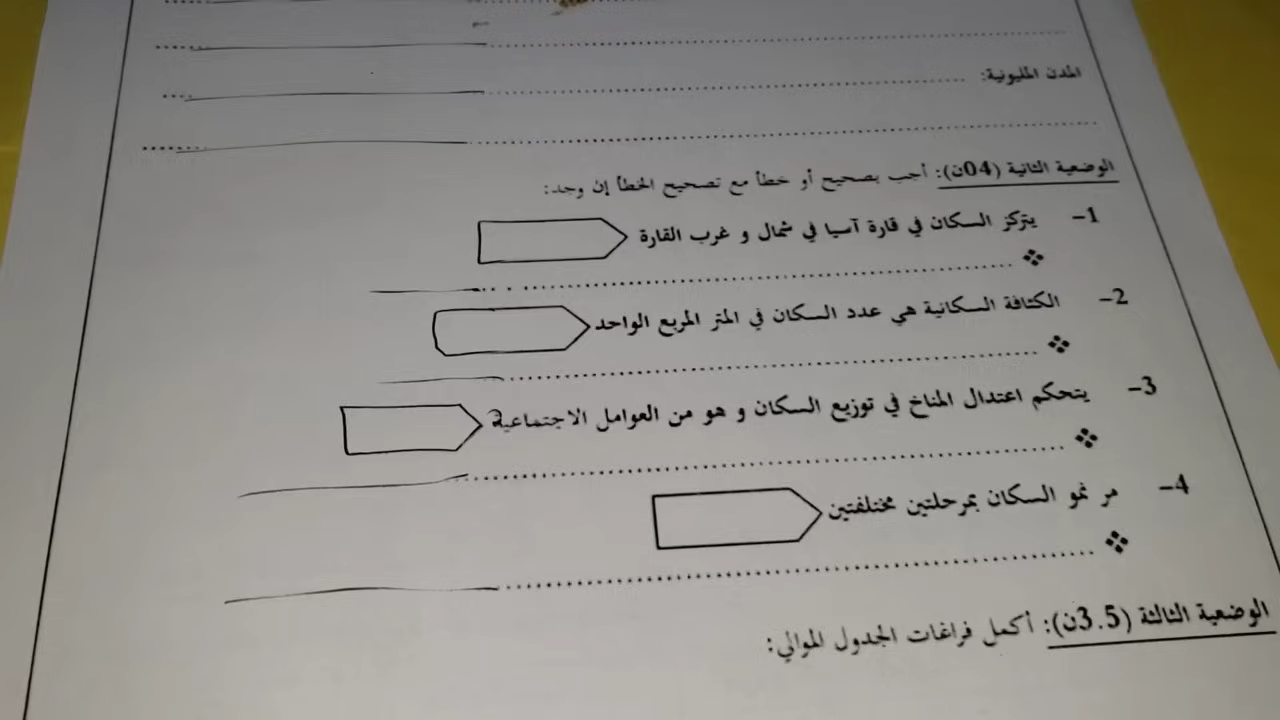 المدن المليونية:
الوضعية الثانية (04ن): أجب بصحيح أو خطأ مع تصحيح الخطأ إن وجد:
1- يتركز السكان في قارة آسيا في شمال و غرب القارة
2- الكثافة السكانية هي عدد السكان في المتر المربع الواحد
3- يتحكم اعتدال المناخ في توزيع السكان و هو من العوامل الاجتماعية
4- مر نمو السكان بمرحلتين مختلفتين
الوضعية الثالثة (3.5ن): أكمل فراغات الجدول الموالي: